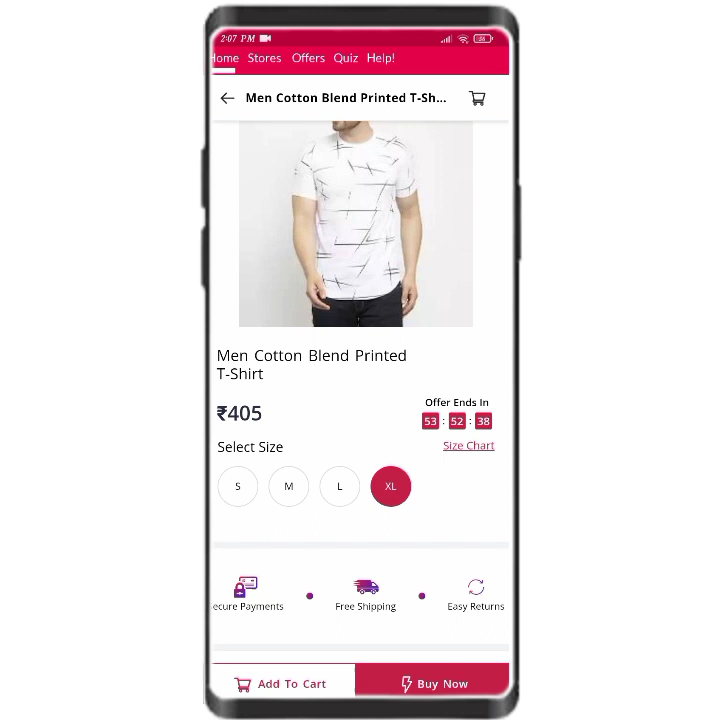 2:07 PM
Home Stores Offers Quiz Help!
Men Cotton Blend Printed T-Sh...
Men Cotton Blend Printed
T-Shirt
Offer Ends In
₹405
53 : 52 : 38
Select Size
Size Chart
S M L XL
ecure Payments Free Shipping Easy Returns
Add To Cart Buy Now